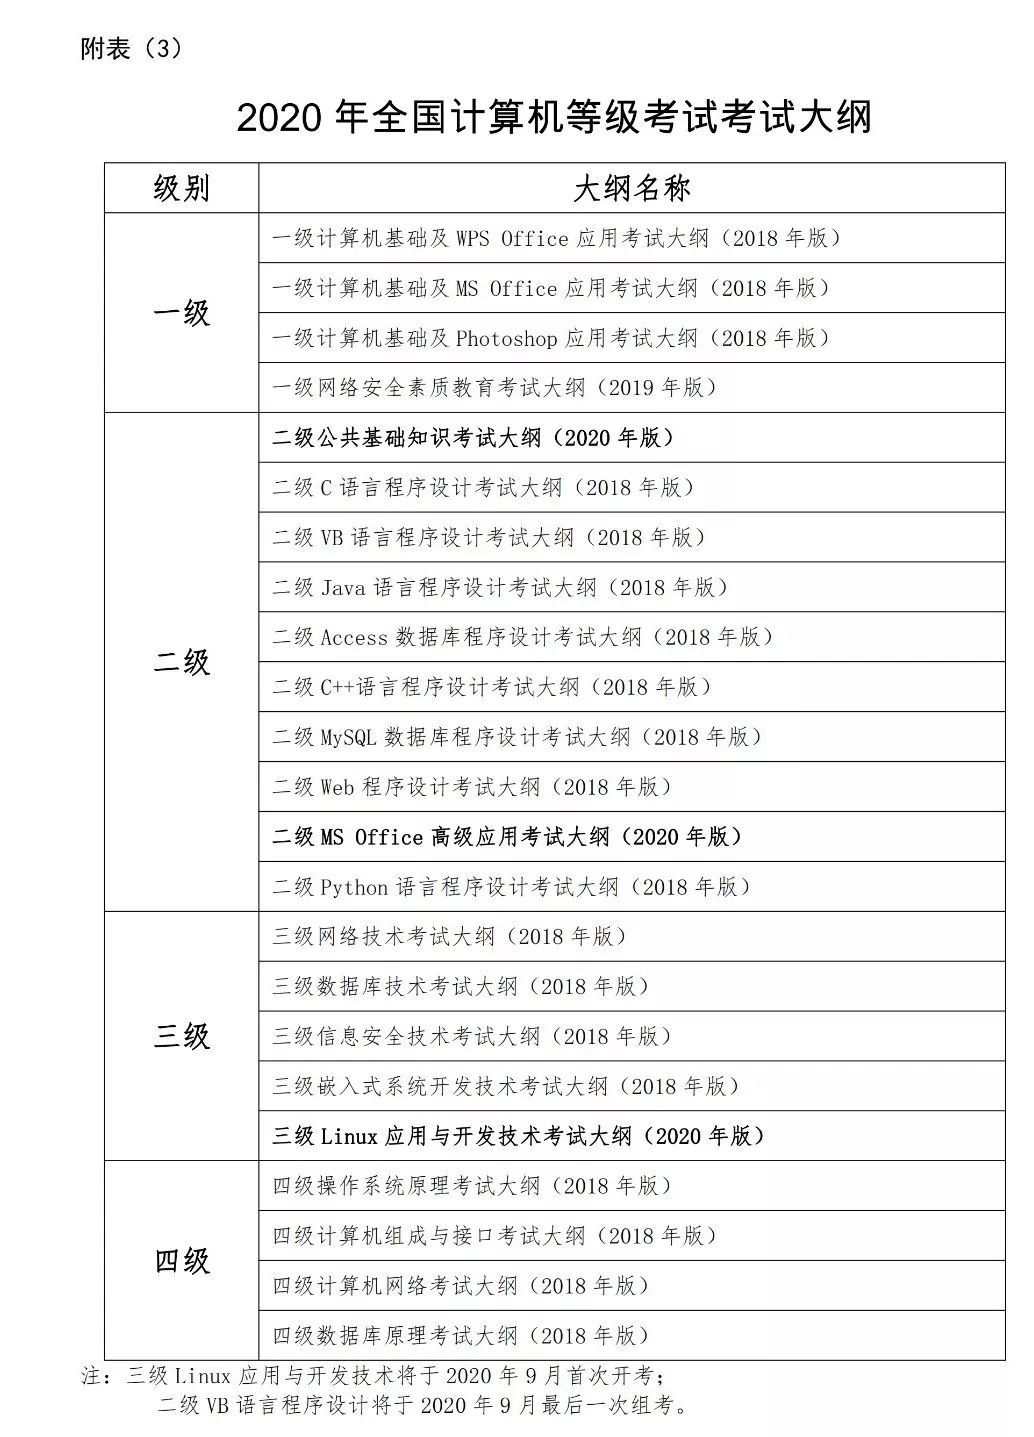 附表（3）
2020 年全国计算机等级考试考试大纲
级别
大纲名称
一级
一级计算机基础及 WPS Office 应用考试大纲（2018 年版）
一级计算机基础及 MS Office 应用考试大纲（2018 年版）
一级计算机基础及 Photoshop 应用考试大纲（2018 年版）
一级网络安全素质教育考试大纲（2019 年版）
二级
二级公共基础知识考试大纲（2020 年版）
二级 C 语言程序设计考试大纲（2018 年版）
二级 VB 语言程序设计考试大纲（2018 年版）
二级 Java 语言程序设计考试大纲（2018 年版）
二级 Access 数据库程序设计考试大纲（2018 年版）
二级 C++语言程序设计考试大纲（2018 年版）
二级 MySQL 数据库程序设计考试大纲（2018 年版）
二级 Web 程序设计考试大纲（2018 年版）
二级 MS Office 高级应用考试大纲（2020 年版）
二级 Python 语言程序设计考试大纲（2018 年版）
三级
三级网络技术考试大纲（2018 年版）
三级数据库技术考试大纲（2018 年版）
三级信息安全技术考试大纲（2018 年版）
三级嵌入式系统开发技术考试大纲（2018 年版）
三级 Linux 应用与开发技术考试大纲（2020 年版）
四级
四级操作系统原理考试大纲（2018 年版）
四级计算机组成与接口考试大纲（2018 年版）
四级计算机网络考试大纲（2018 年版）
四级数据库原理考试大纲（2018 年版）
注：三级 Linux 应用与开发技术将于 2020 年 9 月首次开考；
二级 VB 语言程序设计将于 2020 年 9 月最后一次组考。